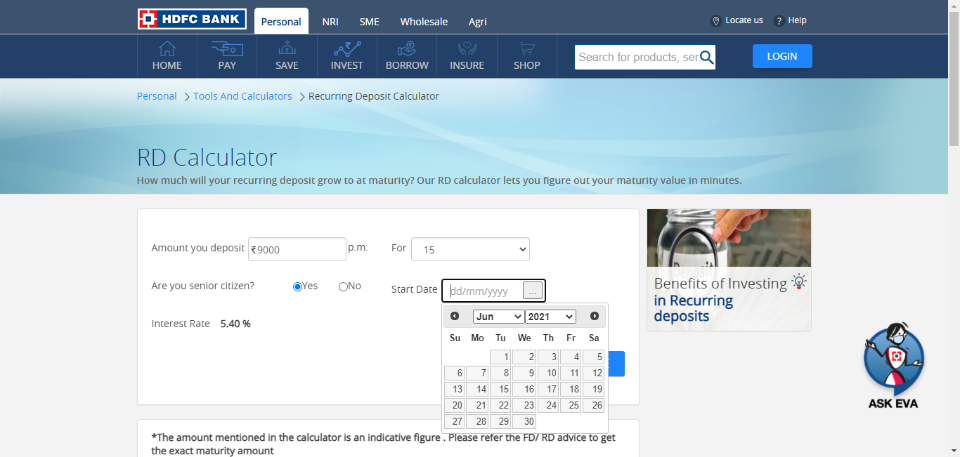 HDFC BANK Personal NRI SME Wholesale Agri Locate us ? Help
HOME PAY SAVE INVEST BORROW INSURE SHOP Search for products, ser LOGIN
Personal > Tools And Calculators > Recurring Deposit Calculator
RD Calculator
How much will your recurring deposit grow to at maturity? Our RD calculator lets you figure out your maturity value in minutes.
Amount you deposit ₹9000 p.m. For 15
Are you senior citizen? Yes No Start Date dd/mm/yyyy ...
Interest Rate 5.40 %
Jun 2021
Su Mo Tu We Th Fr Sa
1 2 3 4 5
6 7 8 9 10 11 12
13 14 15 16 17 18 19
20 21 22 23 24 25 26
27 28 29 30
Benefits of Investing
in Recurring
deposits
ASK EVA
*The amount mentioned in the calculator is an indicative figure . Please refer the FD/ RD advice to get
the exact maturity amount